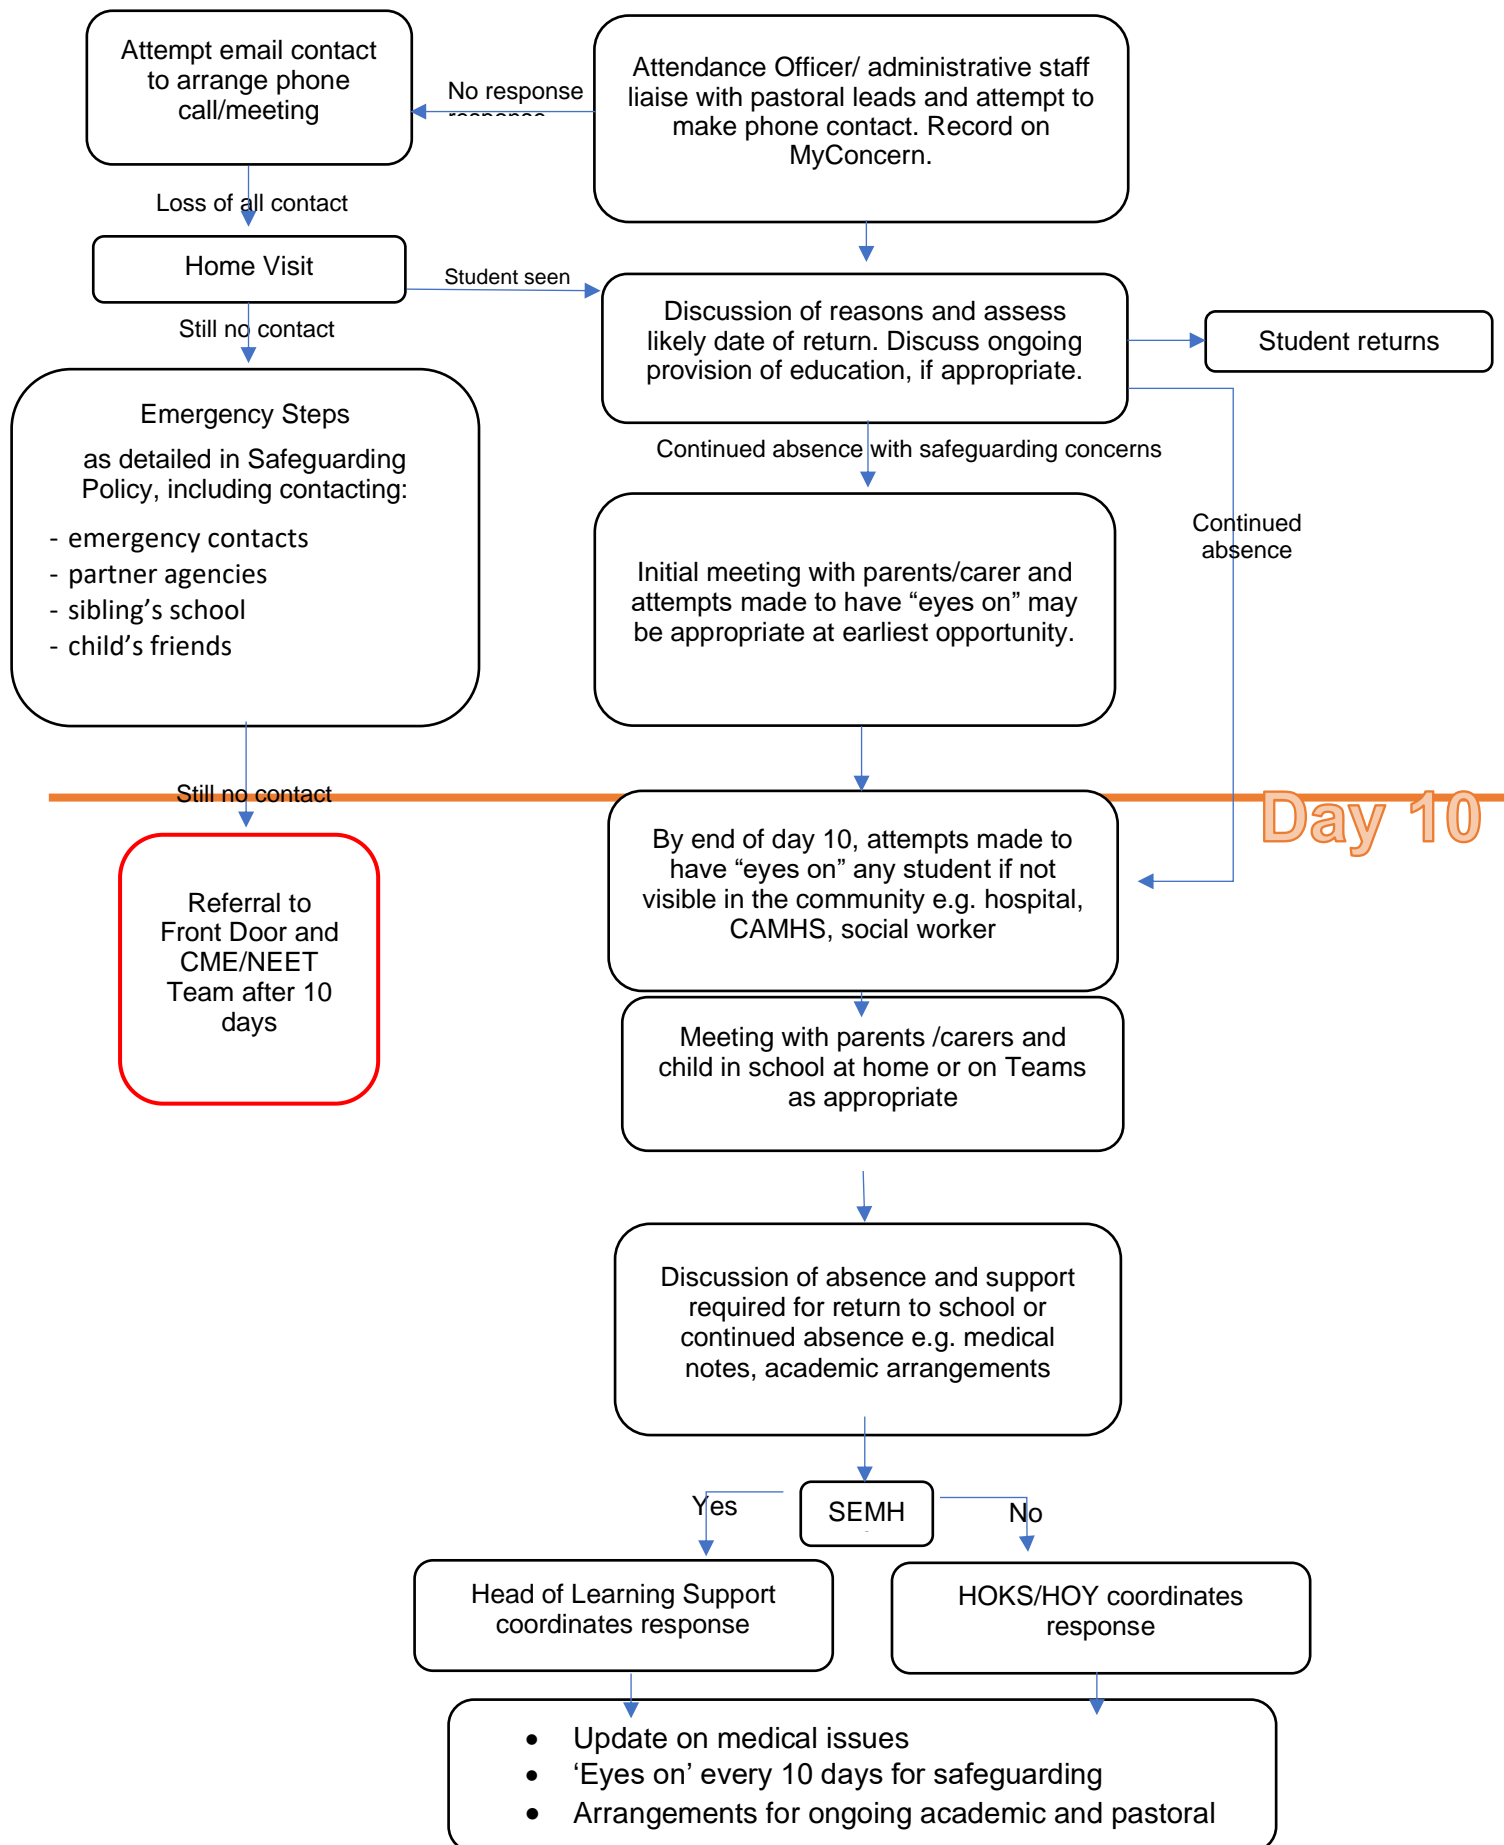 Attempt email contact
to arrange phone
call/meeting
No response
response
Attendance Officer/ administrative staff
liaise with pastoral leads and attempt to
make phone contact. Record on
MyConcern.
Loss of all contact
Home Visit
Student seen
Still no contact
Discussion of reasons and assess
likely date of return. Discuss ongoing
provision of education, if appropriate.
Student returns
Emergency Steps
as detailed in Safeguarding
Policy, including contacting:
- emergency contacts
- partner agencies
- sibling’s school
- child’s friends
Continued absence with safeguarding concerns
Continued
absence
Initial meeting with parents/carer and
attempts made to have “eyes on” may
be appropriate at earliest opportunity.
Still no contact
Day 10
By end of day 10, attempts made to
have “eyes on” any student if not
visible in the community e.g. hospital,
CAMHS, social worker
Referral to
Front Door and
CME/NEET
Team after 10
days
Meeting with parents /carers and
child in school at home or on Teams
as appropriate
Discussion of absence and support
required for return to school or
continued absence e.g. medical
notes, academic arrangements
Yes
SEMH
No
Head of Learning Support
coordinates response
HOKS/HOY coordinates
response
• Update on medical issues
• ‘Eyes on’ every 10 days for safeguarding
• Arrangements for ongoing academic and pastoral